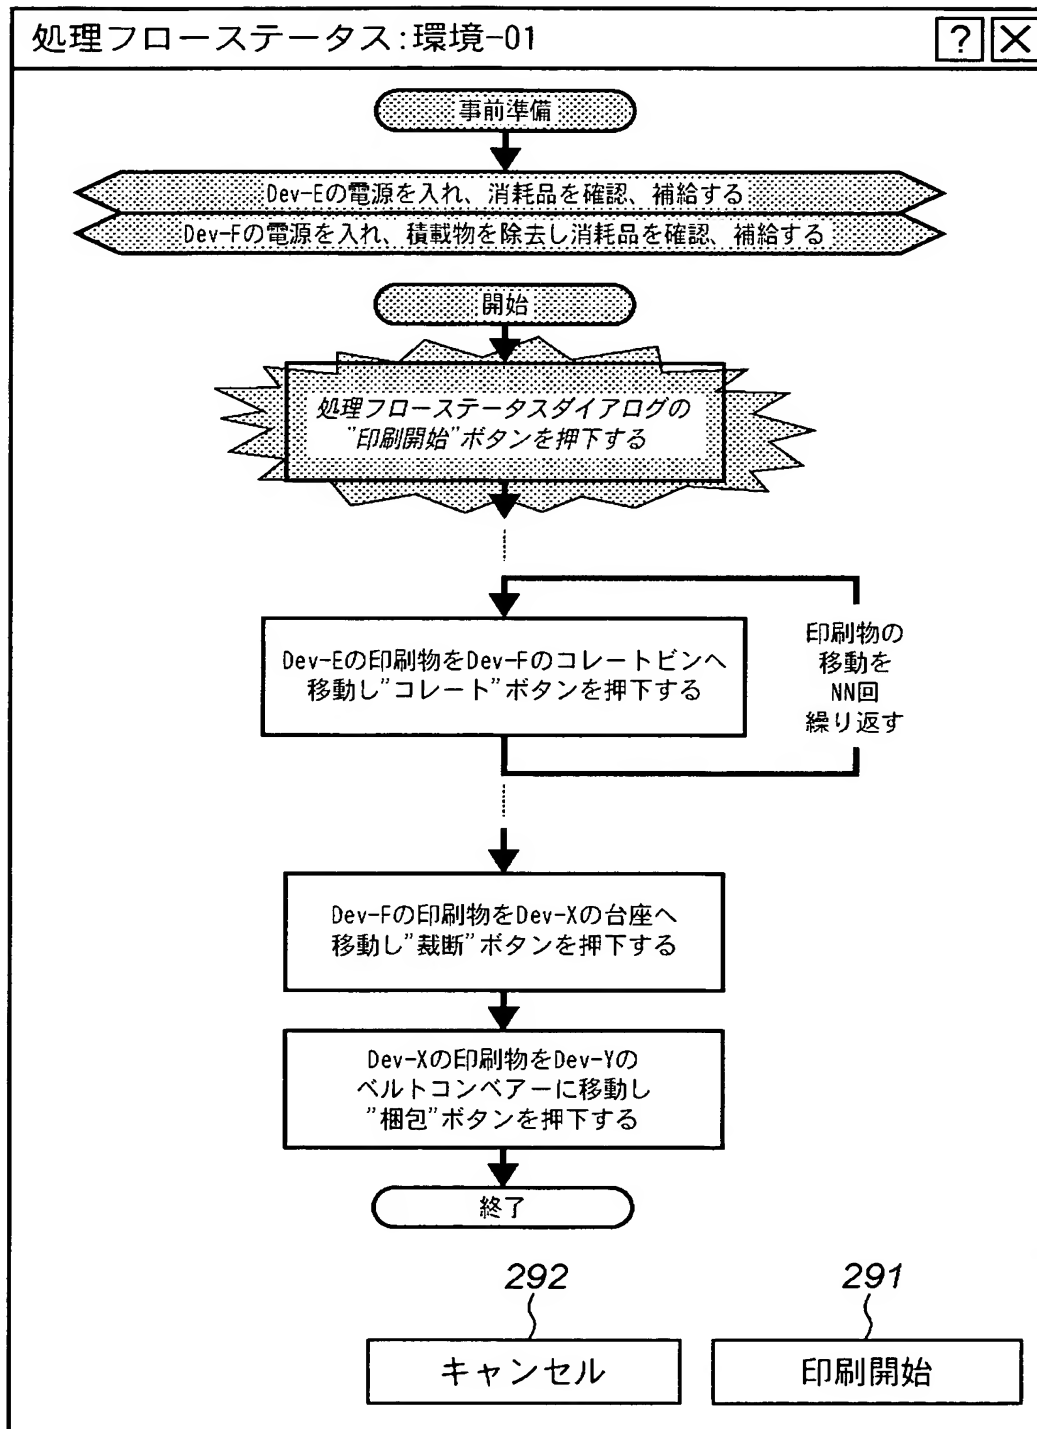 処理フローステータス:環境-01
?
事前準備
Dev-Eの電源を入れ、消耗品を確認、補給する
Dev-Fの電源を入れ、積載物を除去し消耗品を確認、補給する
開始
処理フローステータスダイアログの
"印刷開始"ボタンを押下する
Dev-Eの印刷物をDev-Fのコレートビンへ
移動し"コレート"ボタンを押下する
印刷物の
移動を
NN回
繰り返す
Dev-Fの印刷物をDev-Xの台座へ
移動し"裁断"ボタンを押下する
Dev-Xの印刷物をDev-Yの
ベルトコンベアーに移動し
"梱包"ボタンを押下する
終了
292
291
キャンセル
印刷開始